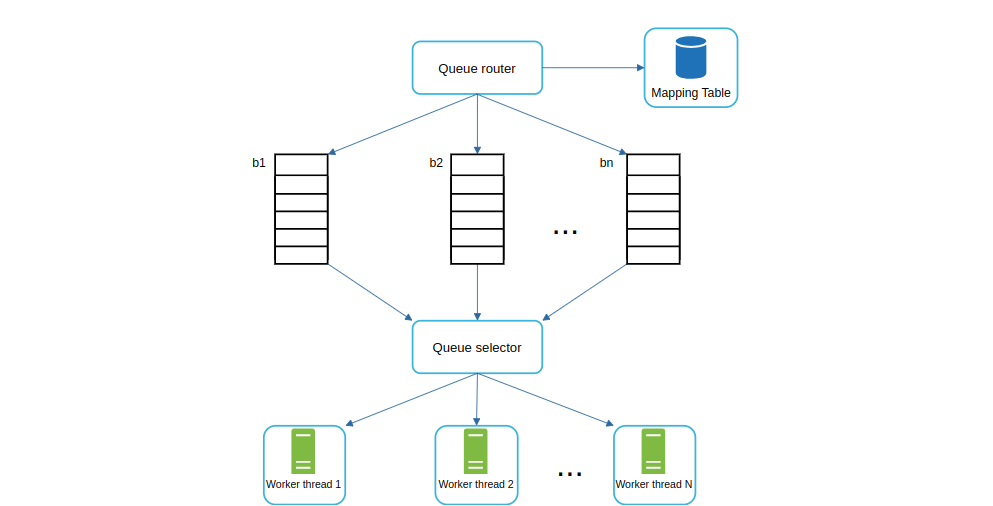 Queue router
Mapping Table
b1
b2
bn
...
Queue selector
Worker thread 1
Worker thread 2
...
Worker thread N